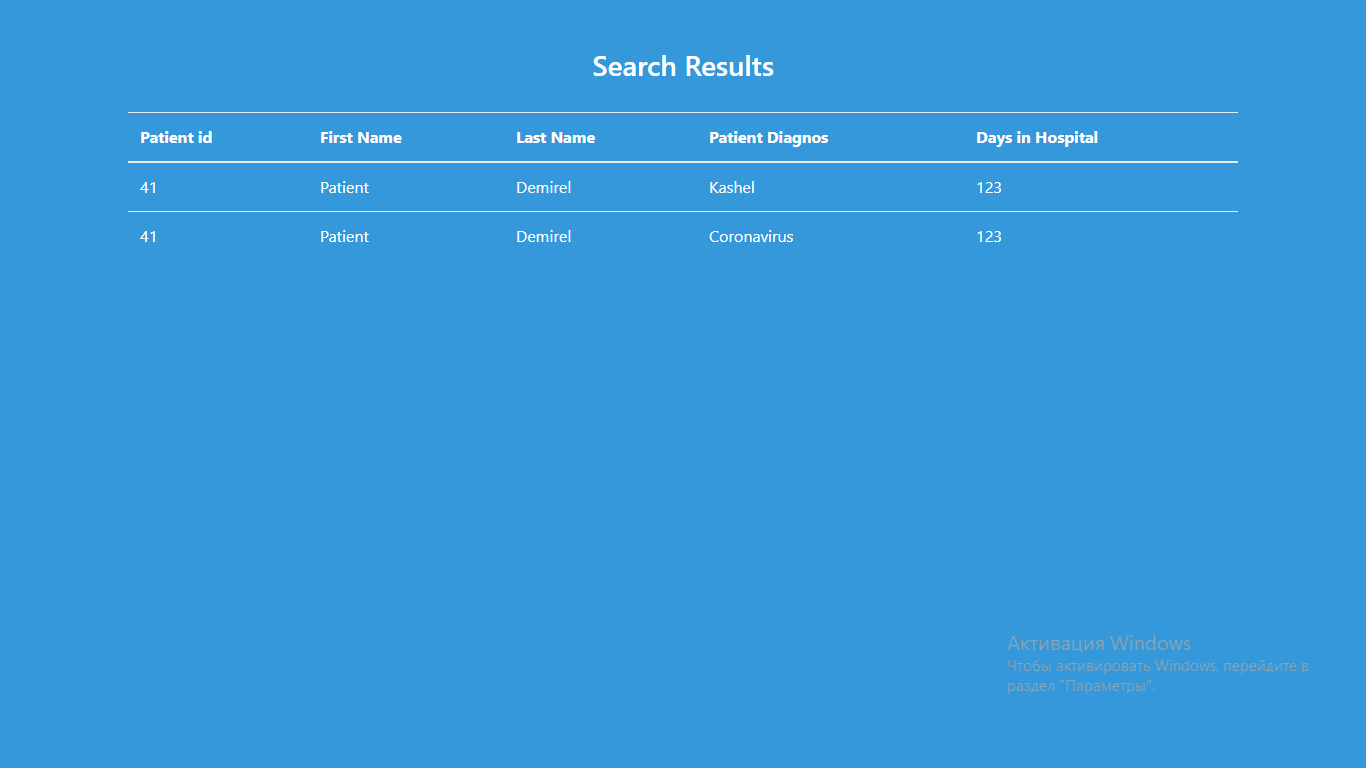 Search Results
Patient id First Name Last Name Patient Diagnos Days in Hospital
41 Patient Demirel Kashel 123
41 Patient Demirel Coronavirus 123
Активация Windows
Чтобы активировать Windows, перейдите в
раздел "Параметры".